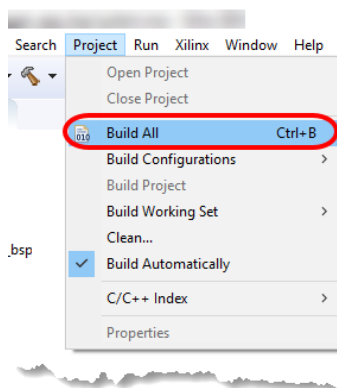 Search Project Run Xilinx Window Help
Open Project
Close Project
010
Build All Ctrl+B
Build Configurations >
Build Project
Build Working Set >
Clean...
_bsp
Build Automatically
C/C++ Index >
Properties